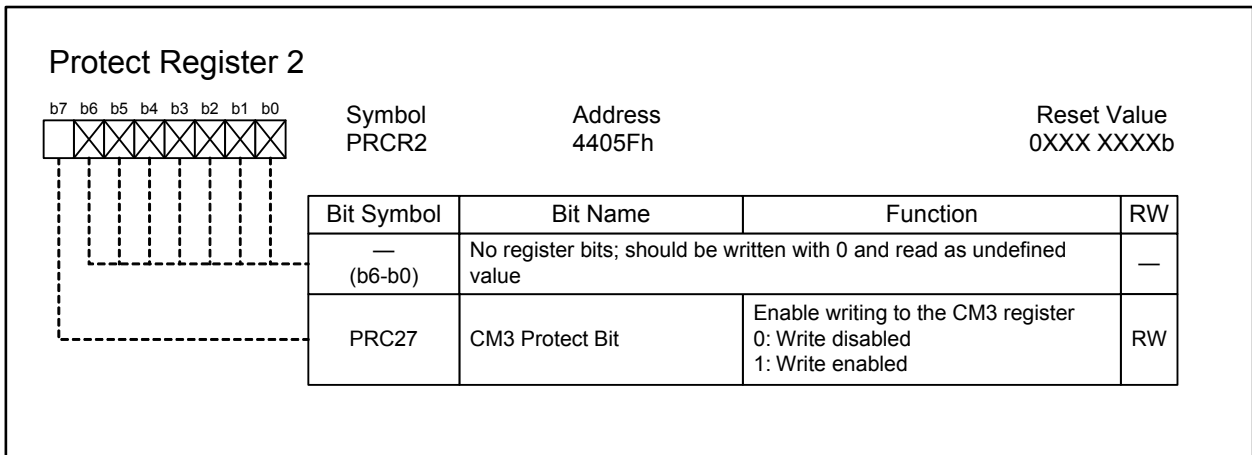 Protect Register 2
b7 b6 b5 b4 b3 b2 b1 b0
Symbol Address Reset Value
PRCR2 4405Fh 0XXX XXXXb
Bit Symbol Bit Name Function RW
—
(b6-b0)
No register bits; should be written with 0 and read as undefined
value
—
PRC27
CM3 Protect Bit
Enable writing to the CM3 register
0: Write disabled
1: Write enabled
RW